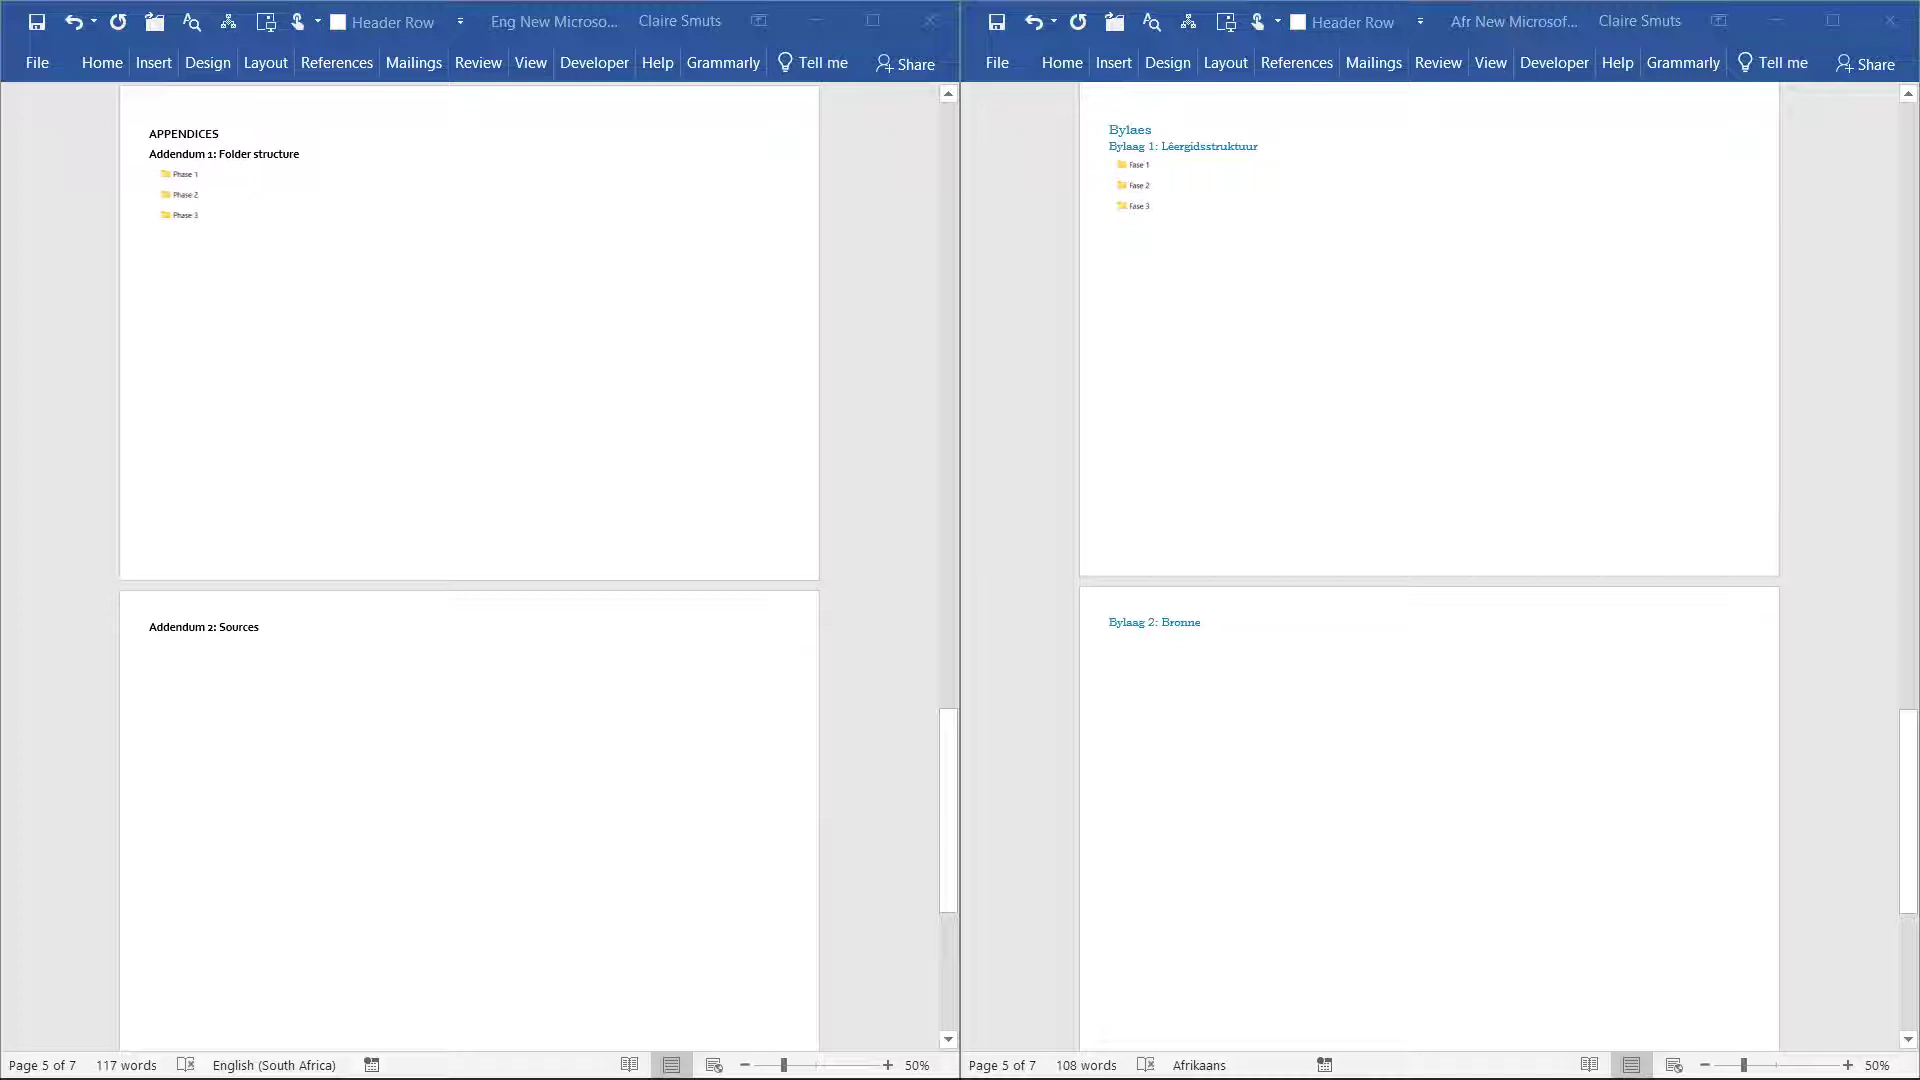 Header Row Eng New Microso... Claire Smuts
File Home Insert Design Layout References Mailings Review View Developer Help Grammarly Tell me Share
APPENDICES
Addendum 1: Folder structure
Phase 1
Phase 2
Phase 3
Addendum 2: Sources
Page 5 of 7 117 words English (South Africa) 50%
Header Row Afr New Microsof... Claire Smuts
File Home Insert Design Layout References Mailings Review View Developer Help Grammarly Tell me Share
Bylaes
Bylaag 1: Lêergidsstruktuur
Fase 1
Fase 2
Fase 3
Bylaag 2: Bronne
Page 5 of 7 108 words Afrikaans 50%